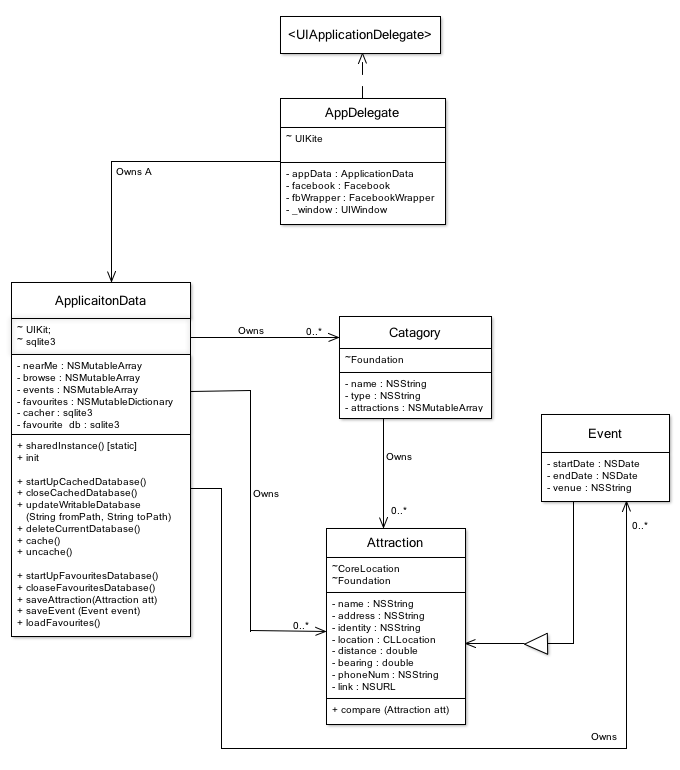 <UIApplicationDelegate>
AppDelegate
~ UIKite
- appData : ApplicationData
- facebook : Facebook
- fbWrapper : FacebookWrapper
- _window : UIWindow
Owns A
ApplicaitonData
~ UIKit;
~ sqlite3
- nearMe : NSMutableArray
- browse : NSMutableArray
- events : NSMutableArray
- favourites : NSMutableDictionary
- cacher : sqlite3
- favourite_db : sqlite3
+ sharedInstance() [static]
+ init
+ startUpCachedDatabase()
+ closeCachedDatabase()
+ updateWritableDatabase
(String fromPath, String toPath)
+ deleteCurrentDatabase()
+ cache()
+ uncache()
+ startUpFavouritesDatabase()
+ cloaseFavouritesDatabase()
+ saveAttraction(Attraction att)
+ saveEvent (Event event)
+ loadFavourites()
Owns
0..*
Catagory
~Foundation
- name : NSString
- type : NSString
- attractions : NSMutableArray
Owns
0..*
Owns
0..*
Event
- startDate : NSDate
- endDate : NSDate
- venue : NSString
0..*
Attraction
~CoreLocation
~Foundation
- name : NSString
- address : NSString
- identity : NSString
- location : CLLocation
- distance : double
- bearing : double
- phoneNum : NSString
- link : NSURL
+ compare (Attraction att)
Owns